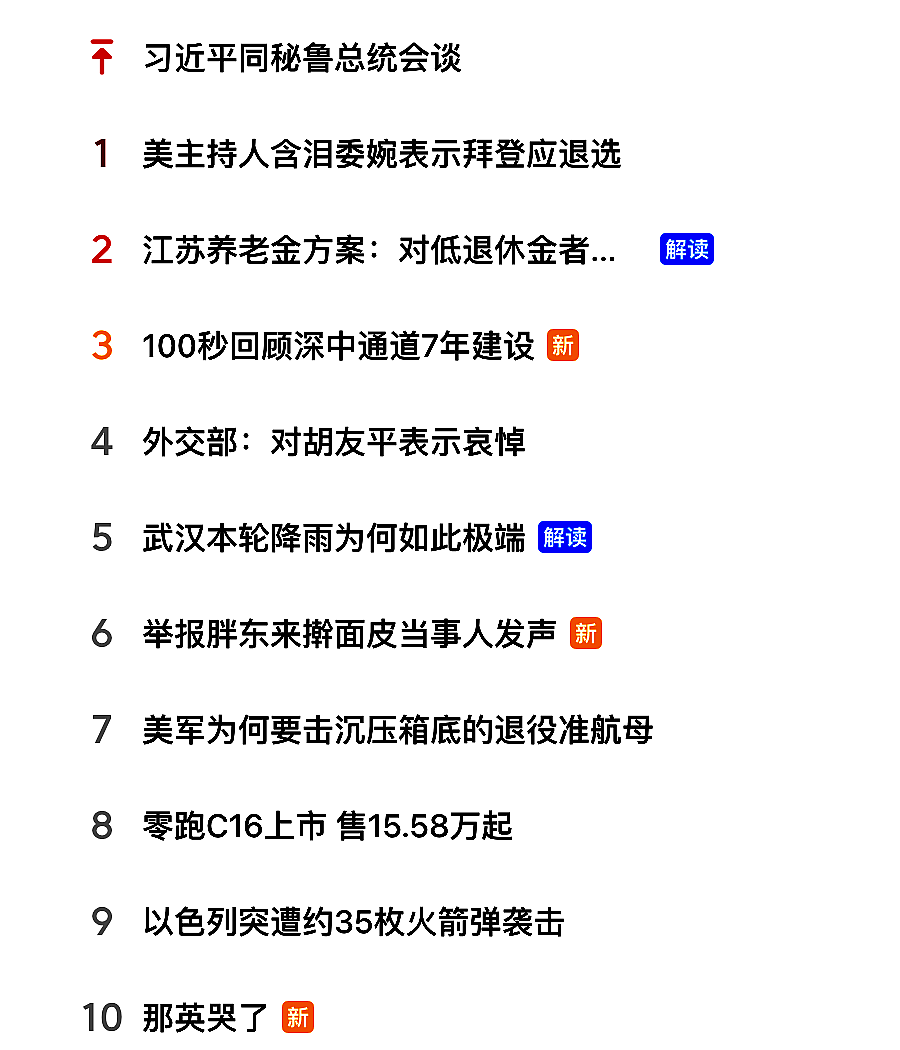 习近平同秘鲁总统会谈
1 美主持人含泪委婉表示拜登应退选
2 江苏养老金方案：对低退休金者... 解读
3 100秒回顾深中通道7年建设 新
4 外交部：对胡友平表示哀悼
5 武汉本轮降雨为何如此极端 解读
6 举报胖东来擀面皮当事人发声 新
7 美军为何要击沉压箱底的退役准航母
8 零跑C16上市 售15.58万起
9 以色列突遭约35枚火箭弹袭击
10 那英哭了 新